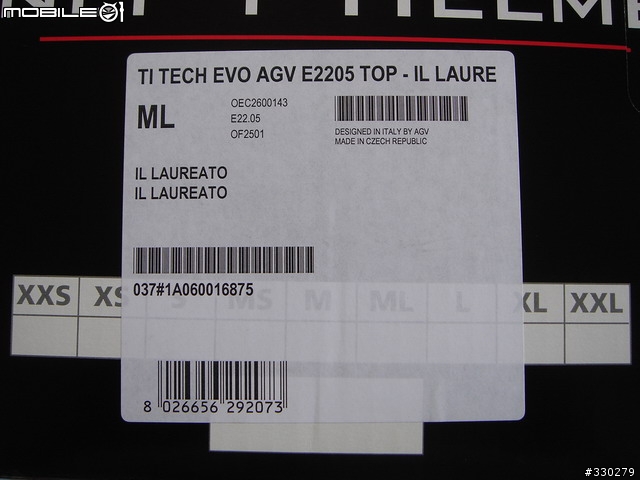 MOBILE01
HELME
TI TECH EVO AGV E2205 TOP - IL LAURE
ML
OEC2600143
E22.05
OF2501
DESIGNED IN ITALY BY AGV
MADE IN CZECH REPUBLIC
IL LAUREATO
IL LAUREATO
037#1A060016875
XXS XS S MS M ML L XL XXL
8 026656 292073
#330279